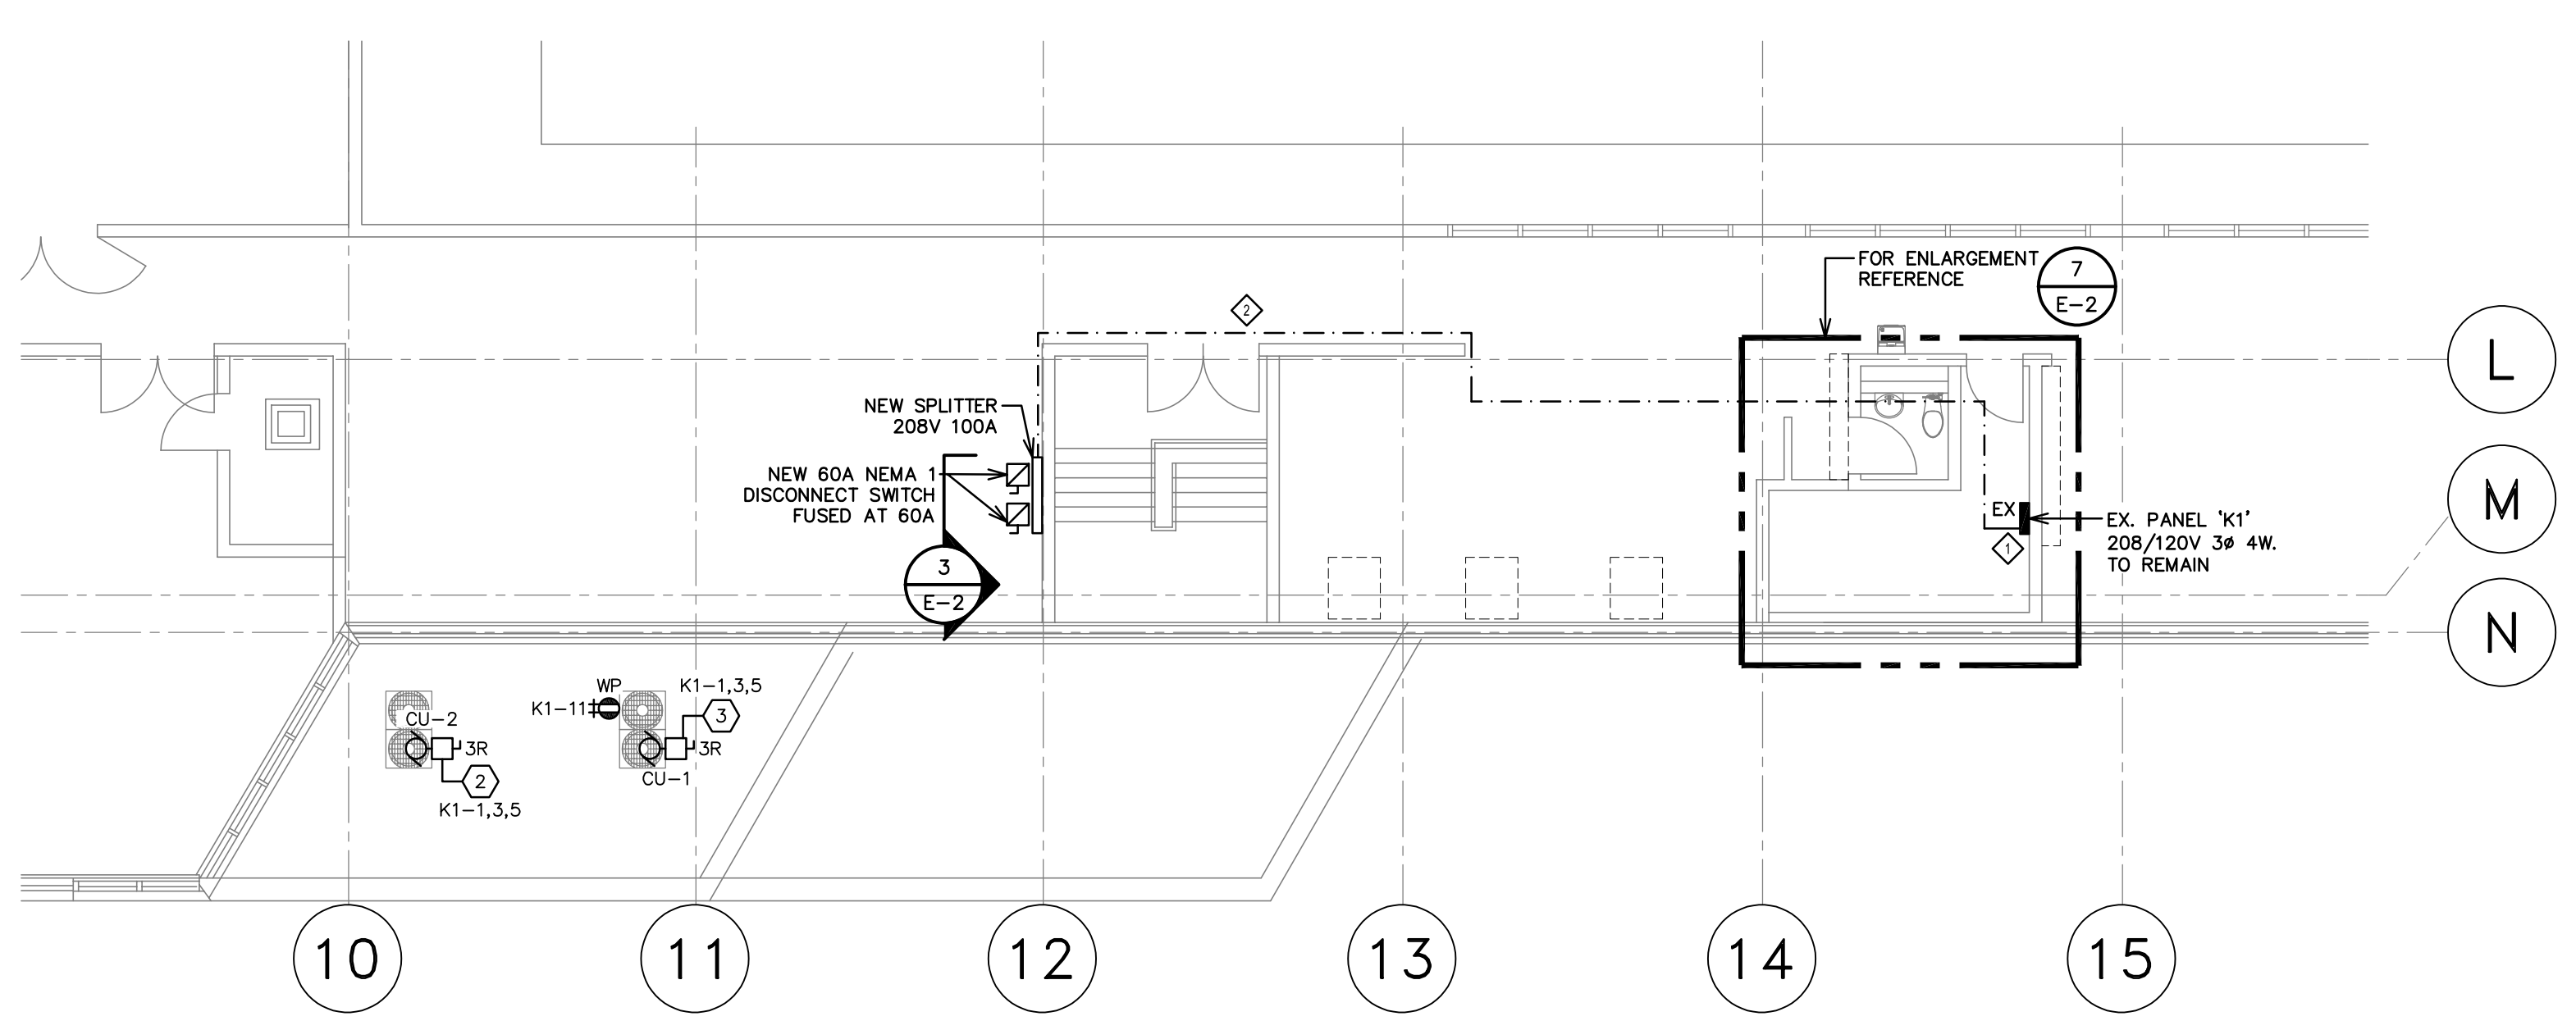 FOR ENLARGEMENT
REFERENCE
7
E-2
2
L
NEW SPLITTER
208V 100A
NEW 60A NEMA 1
DISCONNECT SWITCH
FUSED AT 60A
M
EX
EX. PANEL ‘K1’
208/120V 3ø 4W.
TO REMAIN
1
3
E-2
N
WP
K1-1,3,5
K1-11
3
CU-2
3R
3R
CU-1
2
K1-1,3,5
10
11
12
13
14
15